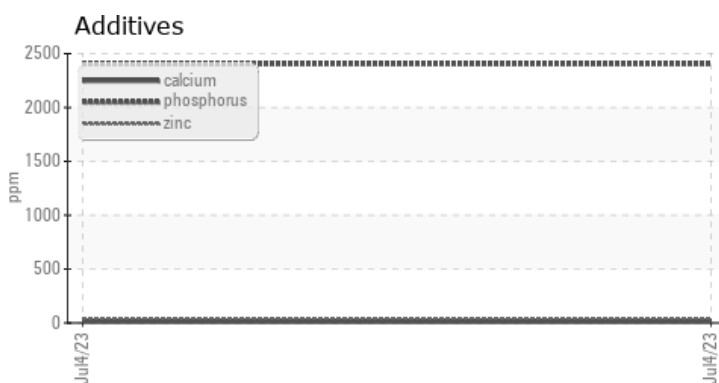 Additives
2500
calcium
phosphorus
zinc
2000
1500
1000
500
0
ppm
Jul4/23
Jul4/23